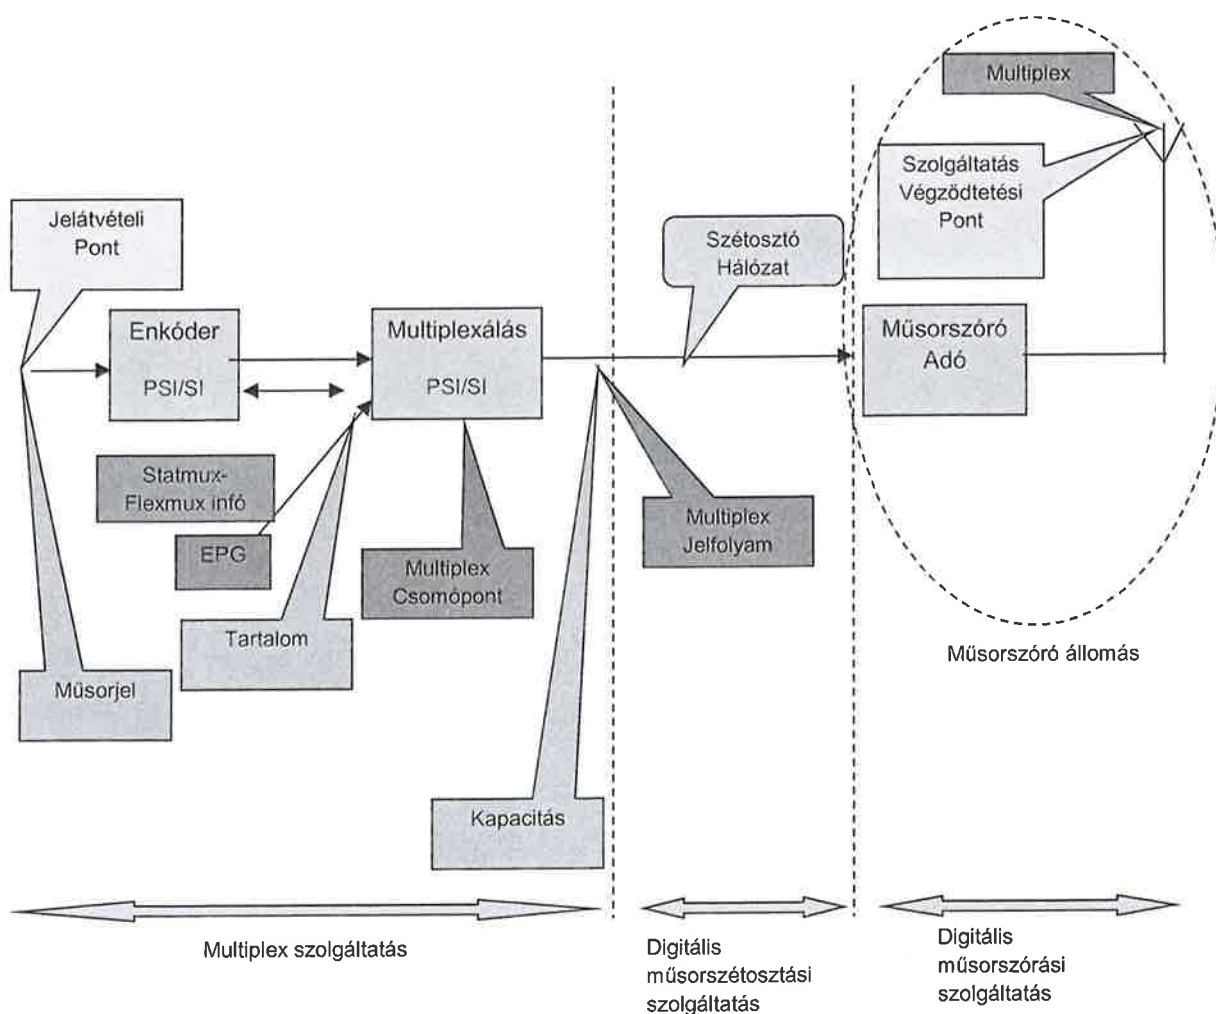 Multiplex
Szolgáltatás
Végződtetési
Pont
Jelátvételi
Pont
Szétosztó
Hálózat
Enkóder
PSI/SI
Multiplexálás
PSI/SI
Műsorszóró
Adó
Statmux-
Flexmux infó
EPG
Multiplex
Csomópont
Multiplex
Jelfolyam
Tartalom
Műsorszóró állomás
Műsorjel
Kapacitás
Multiplex szolgáltatás
Digitális
műsorszétosztási
szolgáltatás
Digitális
műsorszórási
szolgáltatás